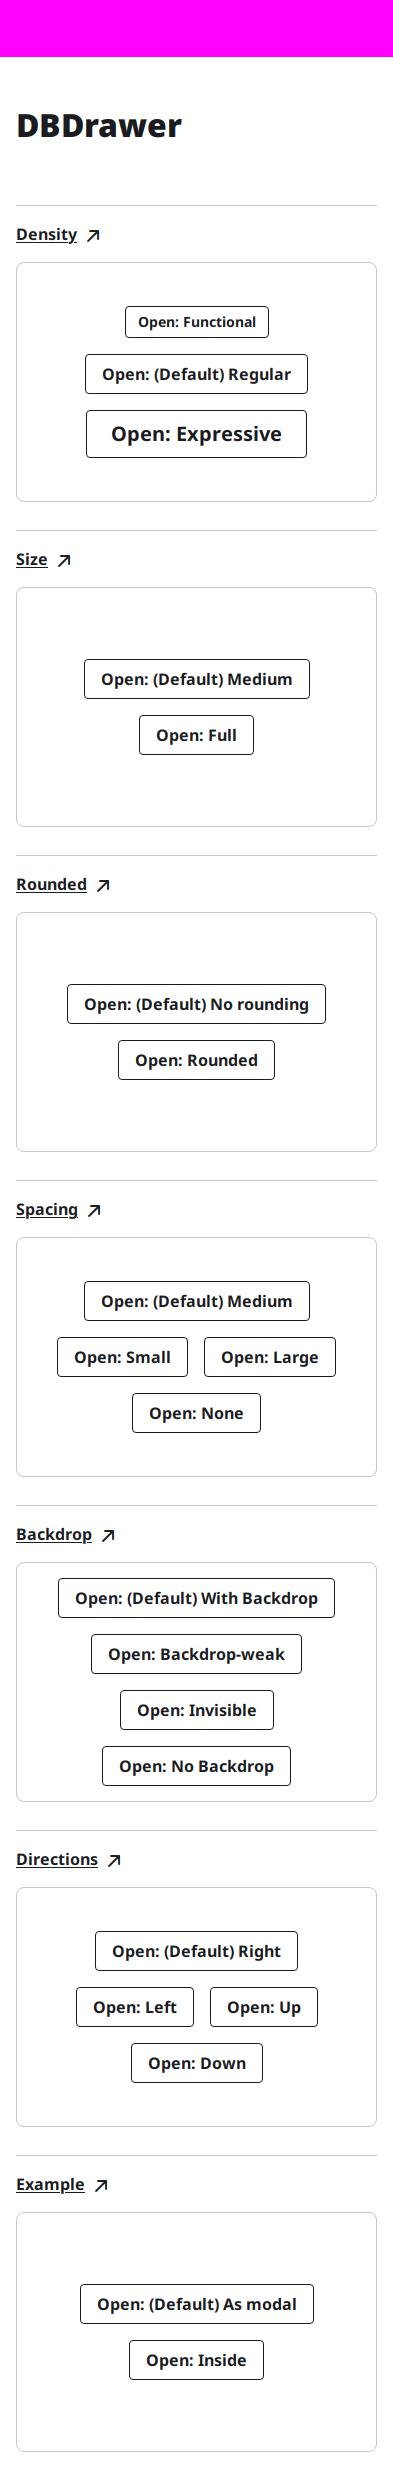 DBDrawer
Density
Open: Functional
Open: (Default) Regular
Open: Expressive
Size
Open: (Default) Medium
Open: Full
Rounded
Open: (Default) No rounding
Open: Rounded
Spacing
Open: (Default) Medium
Open: Small Open: Large
Open: None
Backdrop
Open: (Default) With Backdrop
Open: Backdrop-weak
Open: Invisible
Open: No Backdrop
Directions
Open: (Default) Right
Open: Left Open: Up
Open: Down
Example
Open: (Default) As modal
Open: Inside